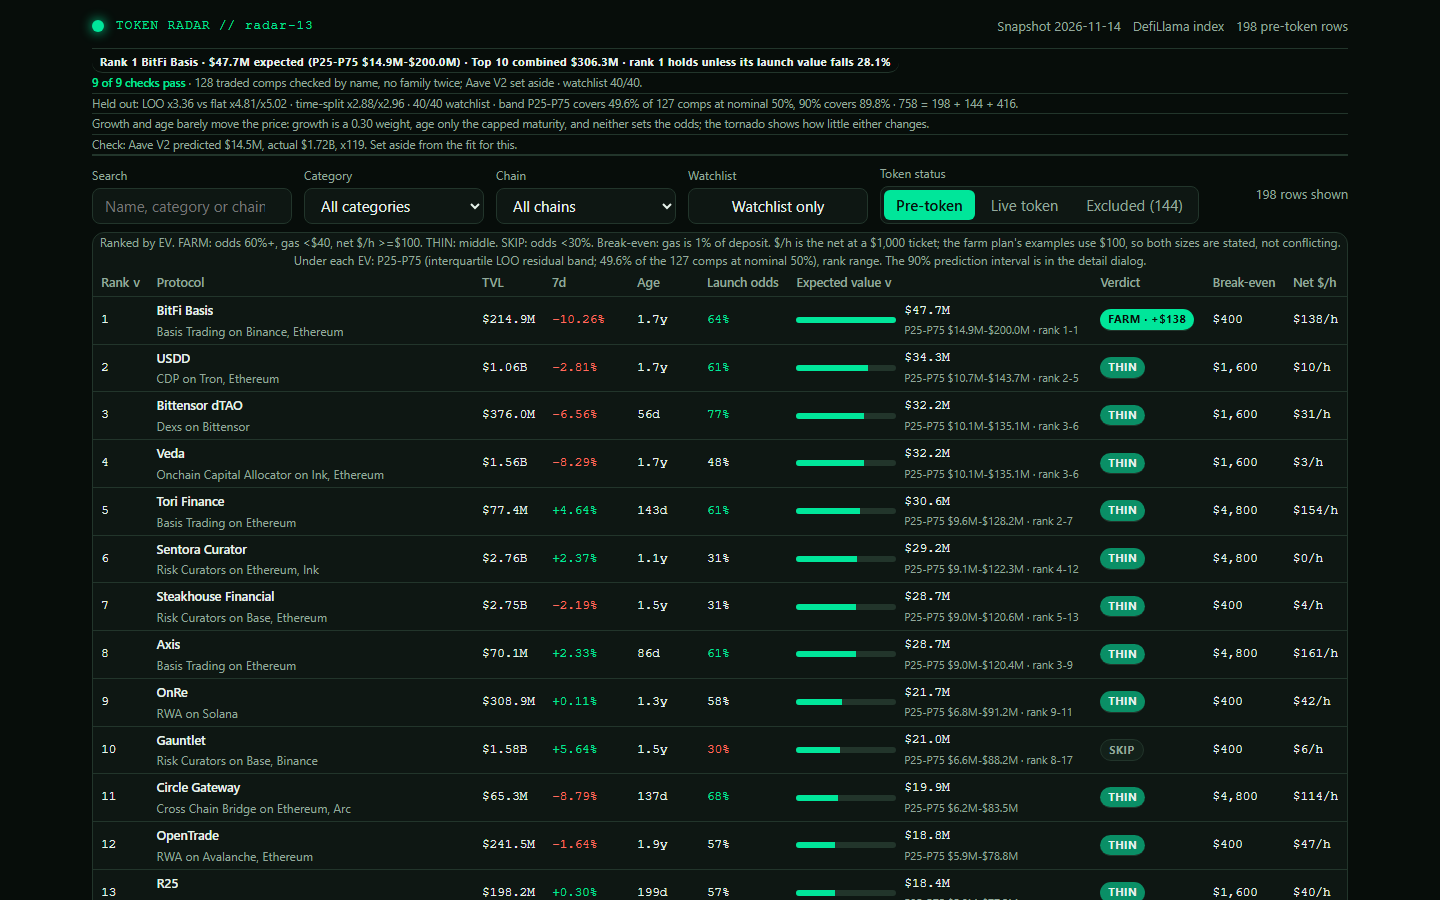 TOKEN RADAR // radar-13
Snapshot 2026-11-14 DefiLlama index 198 pre-token rows
Rank 1 BitFi Basis · $47.7M expected (P25-P75 $14.9M-$200.0M) · Top 10 combined $306.3M · rank 1 holds unless its launch value falls 28.1%
9 of 9 checks pass · 128 traded comps checked by name, no family twice; Aave V2 set aside · watchlist 40/40.
Held out: LOO x3.36 vs flat x4.81/x5.02 · time-split x2.88/x2.96 · 40/40 watchlist · band P25-P75 covers 49.6% of 127 comps at nominal 50%, 90% covers 89.8% · 758 = 198 + 144 + 416.
Growth and age barely move the price: growth is a 0.30 weight, age only the capped maturity, and neither sets the odds; the tornado shows how little either changes.
Check: Aave V2 predicted $14.5M, actual $1.72B, x119. Set aside from the fit for this.
Search Category Chain Watchlist Token status
Name, category or chain All categories All chains Watchlist only Pre-token Live token Excluded (144) 198 rows shown
Ranked by EV. FARM: odds 60%+, gas <$40, net $/h >=$100. THIN: middle. SKIP: odds <30%. Break-even: gas is 1% of deposit. $/h is the net at a $1,000 ticket; the farm plan's examples use $100, so both sizes are stated, not conflicting.
Under each EV: P25-P75 (interquartile LOO residual band; 49.6% of the 127 comps at nominal 50%), rank range. The 90% prediction interval is in the detail dialog.
Rank v Protocol TVL 7d Age Launch odds Expected value v Verdict Break-even Net $/h
1 BitFi Basis $214.9M -10.26% 1.7y 64% $47.7M FARM · +$138 $400 $138/h
Basis Trading on Binance, Ethereum P25-P75 $14.9M-$200.0M · rank 1-1
2 USDD $1.06B -2.81% 1.7y 61% $34.3M THIN $1,600 $10/h
CDP on Tron, Ethereum P25-P75 $10.7M-$143.7M · rank 2-5
3 Bittensor dTAO $376.0M -6.56% 56d 77% $32.2M THIN $1,600 $31/h
Dexs on Bittensor P25-P75 $10.1M-$135.1M · rank 3-6
4 Veda $1.56B -8.29% 1.7y 48% $32.2M THIN $1,600 $3/h
Onchain Capital Allocator on Ink, Ethereum P25-P75 $10.1M-$135.1M · rank 3-6
5 Tori Finance $77.4M +4.64% 143d 61% $30.6M THIN $4,800 $154/h
Basis Trading on Ethereum P25-P75 $9.6M-$128.2M · rank 2-7
6 Sentora Curator $2.76B +2.37% 1.1y 31% $29.2M THIN $4,800 $0/h
Risk Curators on Ethereum, Ink P25-P75 $9.1M-$122.3M · rank 4-12
7 Steakhouse Financial $2.75B -2.19% 1.5y 31% $28.7M THIN $400 $4/h
Risk Curators on Base, Ethereum P25-P75 $9.0M-$120.6M · rank 5-13
8 Axis $70.1M +2.33% 86d 61% $28.7M THIN $4,800 $161/h
Basis Trading on Ethereum P25-P75 $9.0M-$120.4M · rank 3-9
9 OnRe $308.9M +0.11% 1.3y 58% $21.7M THIN $400 $42/h
RWA on Solana P25-P75 $6.8M-$91.2M · rank 9-11
10 Gauntlet $1.58B +5.64% 1.5y 30% $21.0M SKIP $400 $6/h
Risk Curators on Base, Binance P25-P75 $6.6M-$88.2M · rank 8-17
11 Circle Gateway $65.3M -8.79% 137d 68% $19.9M THIN $4,800 $114/h
Cross Chain Bridge on Ethereum, Arc P25-P75 $6.2M-$83.5M
12 OpenTrade $241.5M -1.64% 1.9y 57% $18.8M THIN $400 $47/h
RWA on Avalanche, Ethereum P25-P75 $5.9M-$78.8M
13 R25 $198.2M +0.30% 199d 57% $18.4M THIN $1,600 $40/h